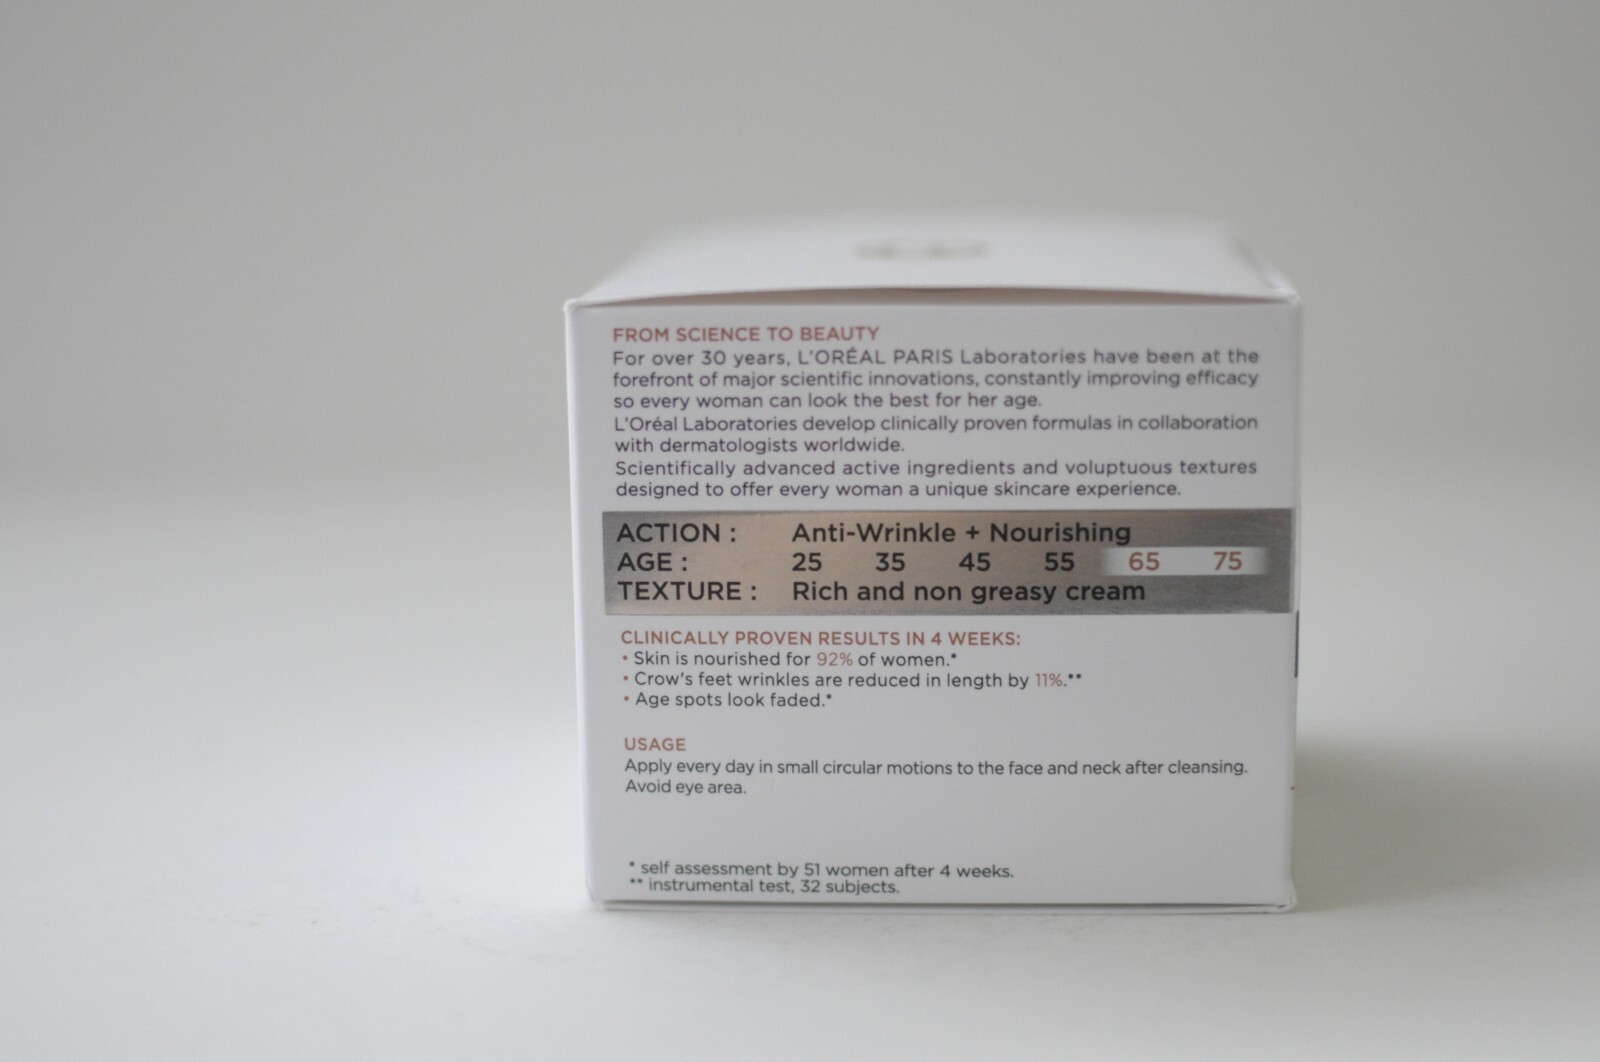 FROM SCIENCE TO BEAUTY
For over 30 years, L'ORÉAL PARIS Laboratories have been at the
forefront of major scientific innovations, constantly improving efficacy
so every woman can look the best for her age.
L'Oréal Laboratories develop clinically proven formulas in collaboration
with dermatologists worldwide.
Scientifically advanced active ingredients and voluptuous textures
designed to offer every woman a unique skincare experience.
ACTION : Anti-Wrinkle + Nourishing
AGE : 25 35 45 55 65 75
TEXTURE : Rich and non greasy cream
CLINICALLY PROVEN RESULTS IN 4 WEEKS:
• Skin is nourished for 92% of women.*
• Crow's feet wrinkles are reduced in length by 11%.**
• Age spots look faded.*
USAGE
Apply every day in small circular motions to the face and neck after cleansing.
Avoid eye area.
* self assessment by 51 women after 4 weeks.
** instrumental test, 32 subjects.